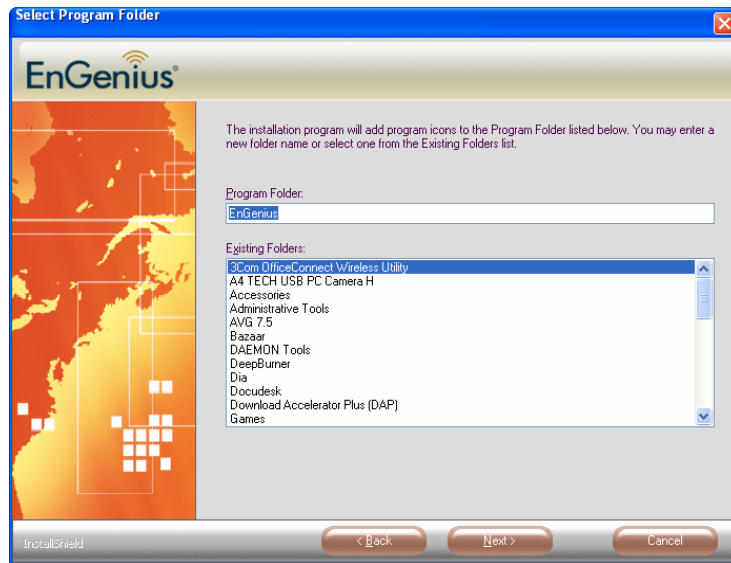 Select Program Folder
EnGenius®
The installation program will add program icons to the Program Folder listed below. You may enter a
new folder name or select one from the Existing Folders list.
Program Folder:
EnGenius
Existing Folders:
3Com OfficeConnect Wireless Utility
A4 TECH USB PC Camera H
Accessories
Administrative Tools
AVG 7.5
Bazaar
DAEMON Tools
DeepBurner
Dia
Docudesk
Download Accelerator Plus (DAP)
Games
InstallShield
< Back
Next >
Cancel